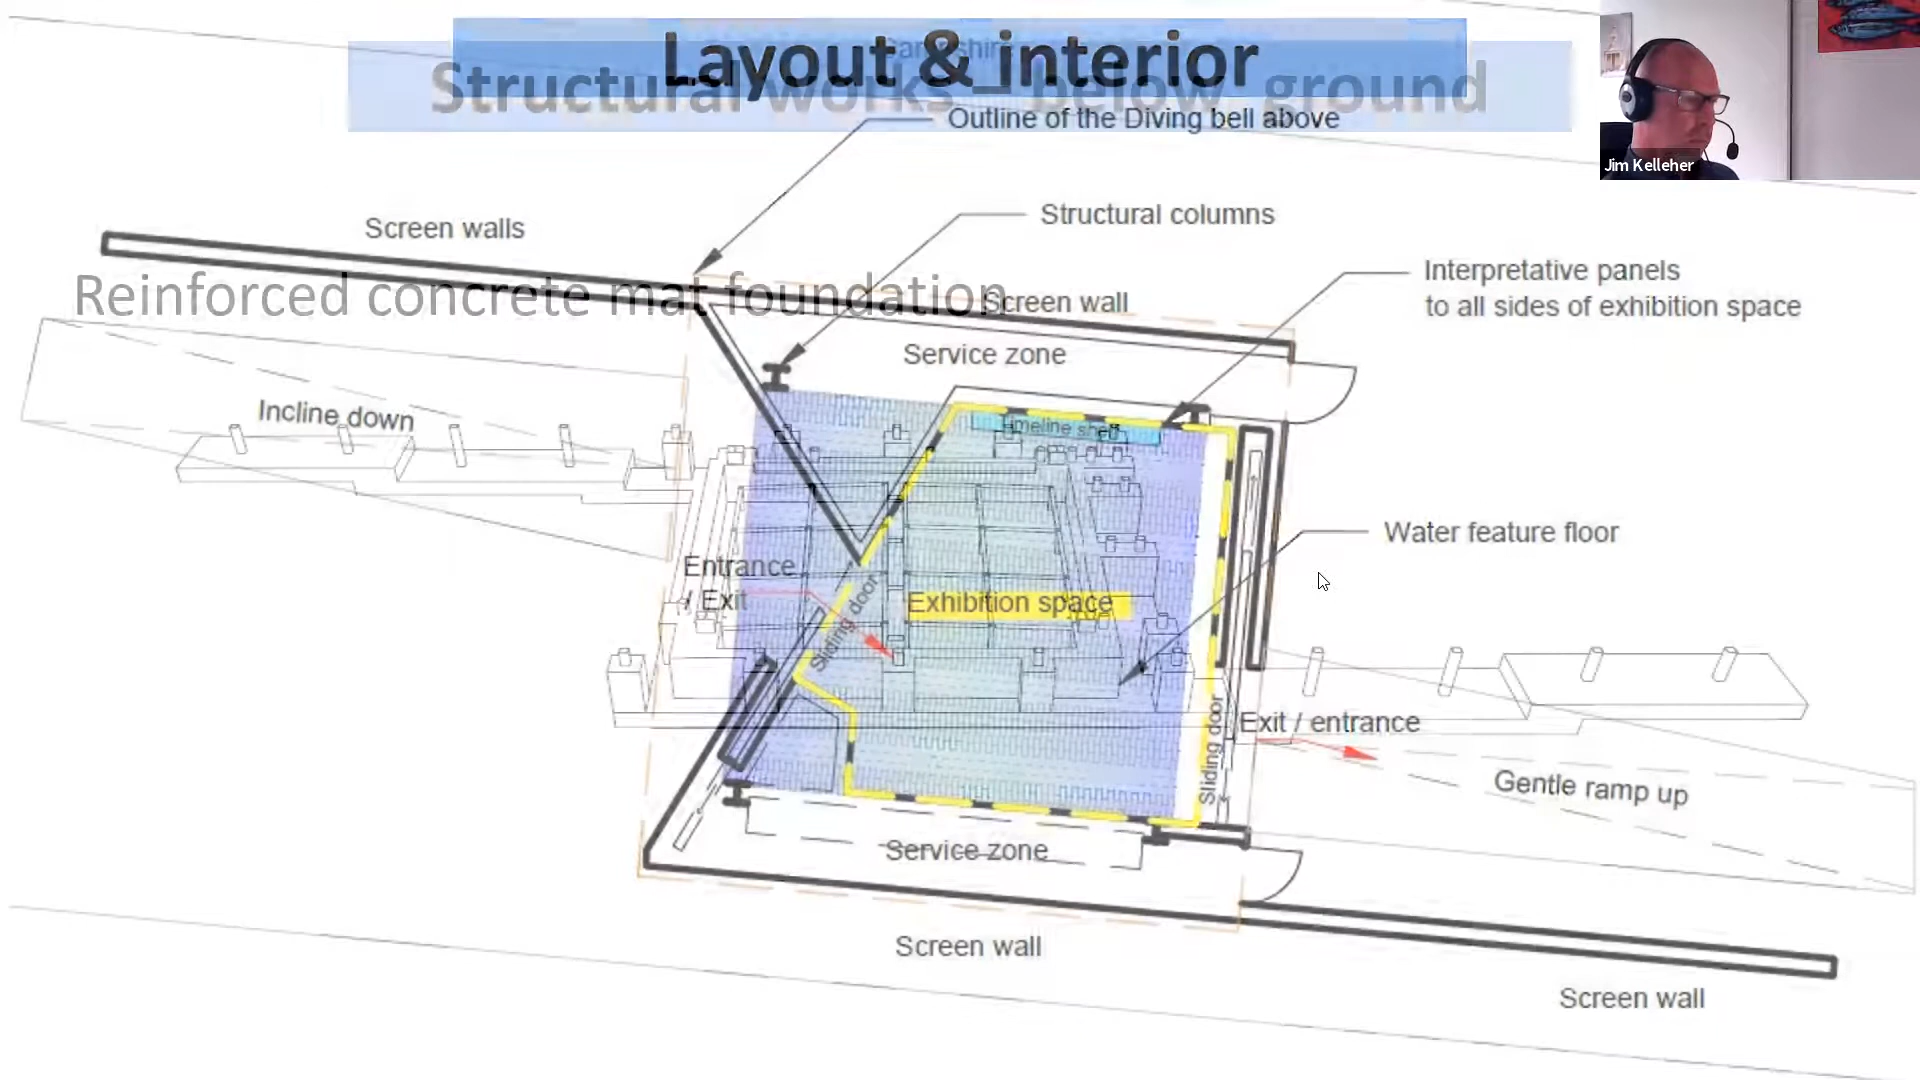 Layout & interior
Structural works - below ground
Outline of the Diving bell above
Jim Kelleher
Structural columns
Screen walls
Interpretative panels
to all sides of exhibition space
Reinforced concrete mat foundation
Screen wall
Service zone
Incline down
Timeline shelf
Water feature floor
Entrance
/ Exit
Sliding door
Exhibition space
Sliding door
Exit / entrance
Gentle ramp up
Service zone
Screen wall
Screen wall